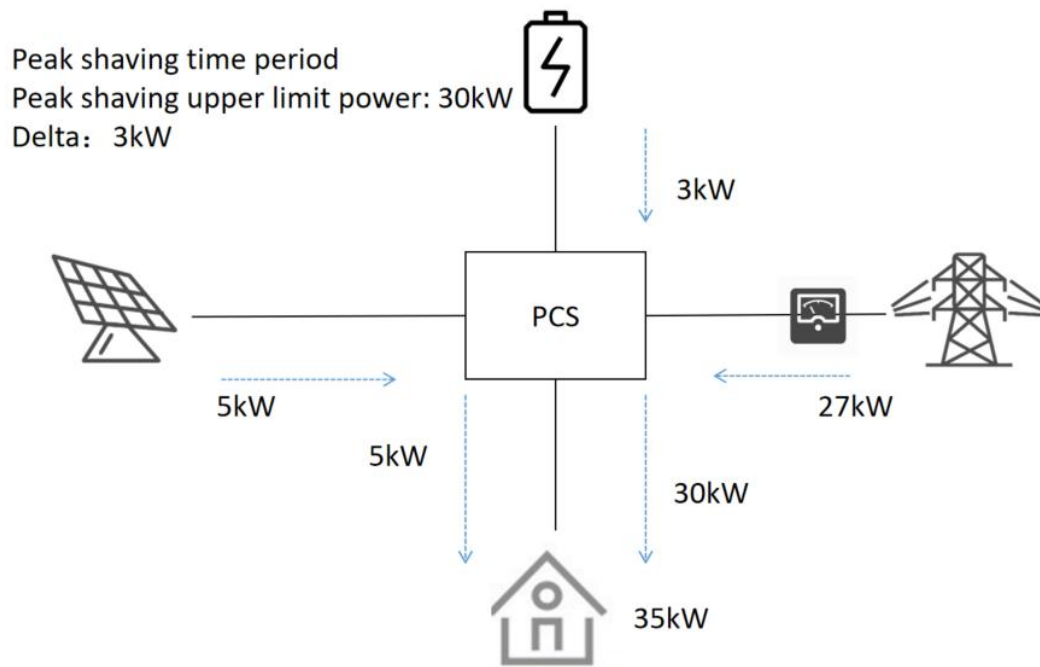 Peak shaving time period
Peak shaving upper limit power: 30kW
Delta： 3kW
3kW
PCS
5kW
27kW
5kW
30kW
35kW